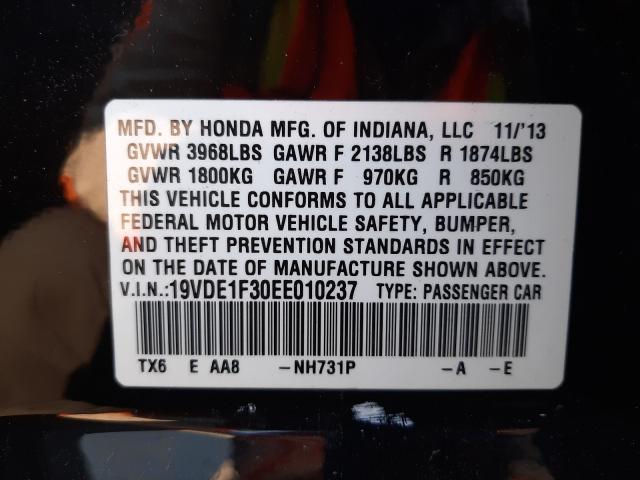 MFD. BY HONDA MFG. OF INDIANA, LLC 11/'13
GVWR 3968LBS GAWR F 2138LBS R 1874LBS
GVWR 1800KG GAWR F 970KG R 850KG
THIS VEHICLE CONFORMS TO ALL APPLICABLE
FEDERAL MOTOR VEHICLE SAFETY, BUMPER,
AND THEFT PREVENTION STANDARDS IN EFFECT
ON THE DATE OF MANUFACTURE SHOWN ABOVE.
V.I.N.:19VDE1F30EE010237 TYPE: PASSENGER CAR
TX6 E AA8 -NH731P -A -E